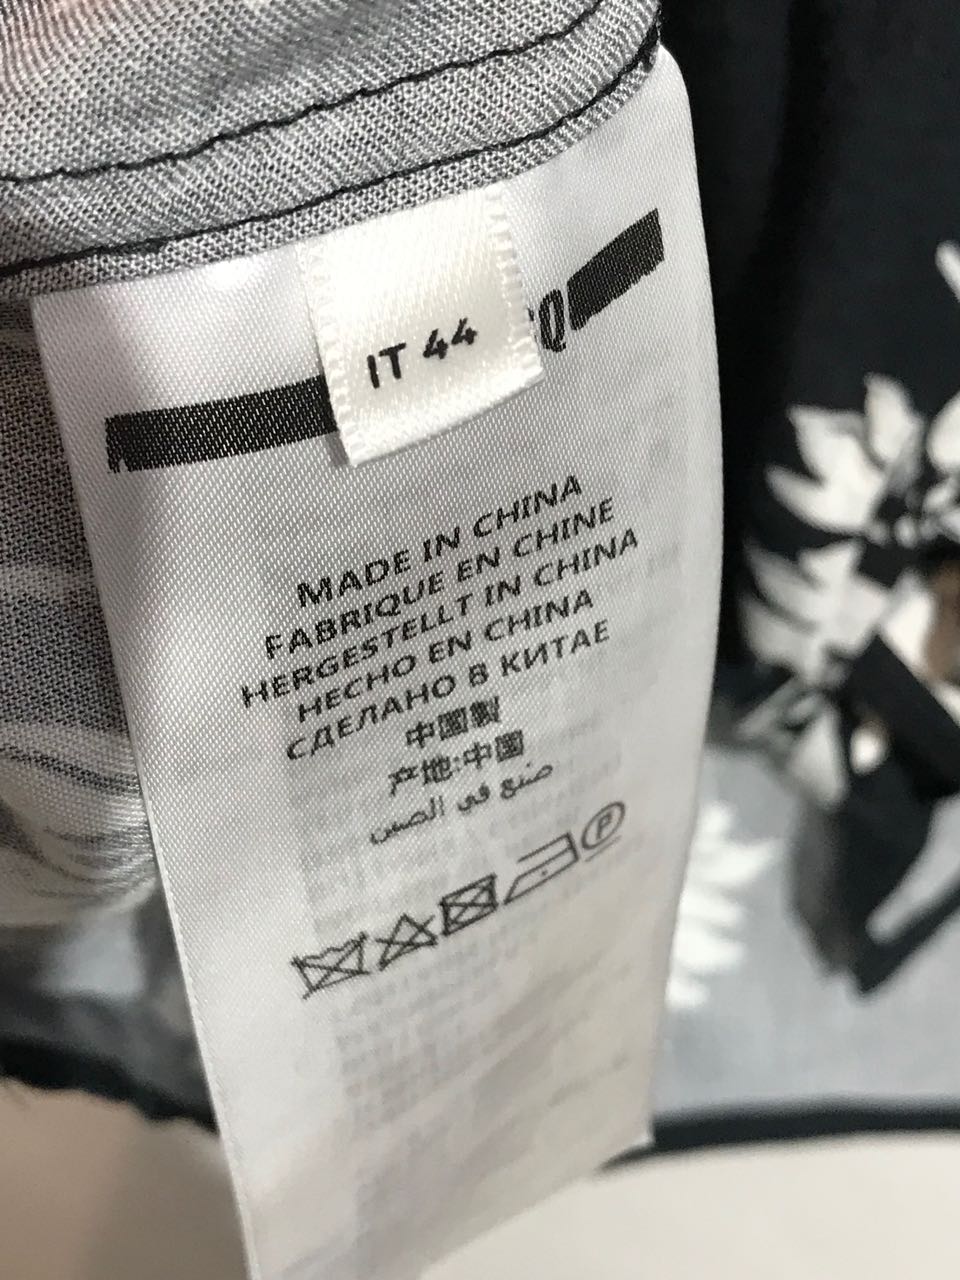 IT 44
Q
MADE IN CHINA
FABRIQUE EN CHINE
HERGESTELLT IN CHINA
HECHO EN CHINA
СДЕЛАНО В КИТАЕ
中國製
产地:中国
صنع في الصين
P